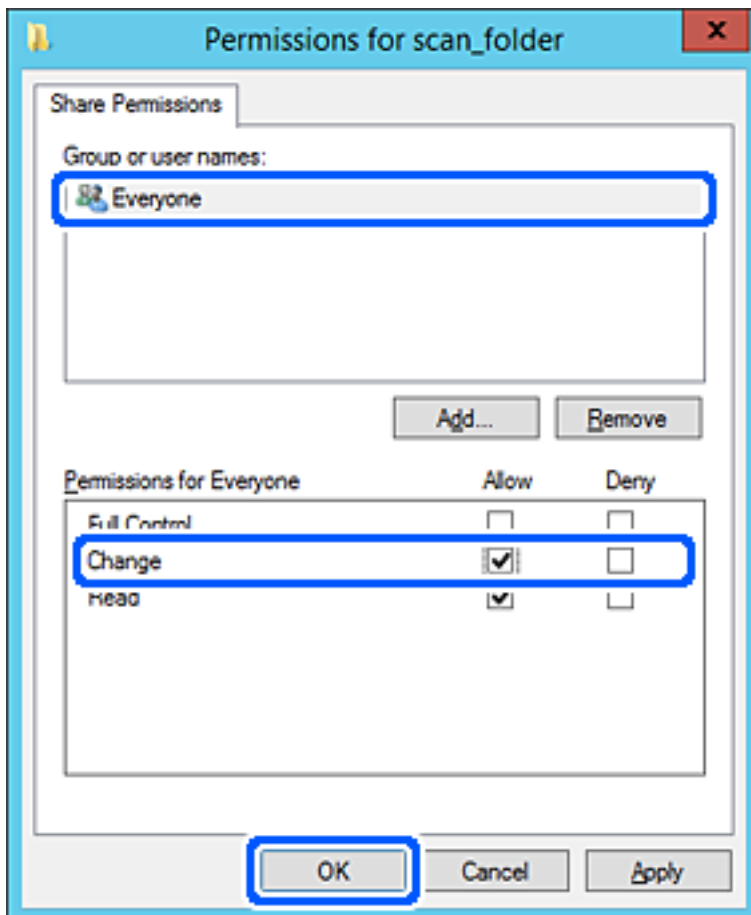 Permissions for scan_folder
x
Share Permissions
Group or user names:
Everyone
Add...
Remove
Permissions for Everyone Allow Deny
Full Control
Change
Read
OK Cancel Apply